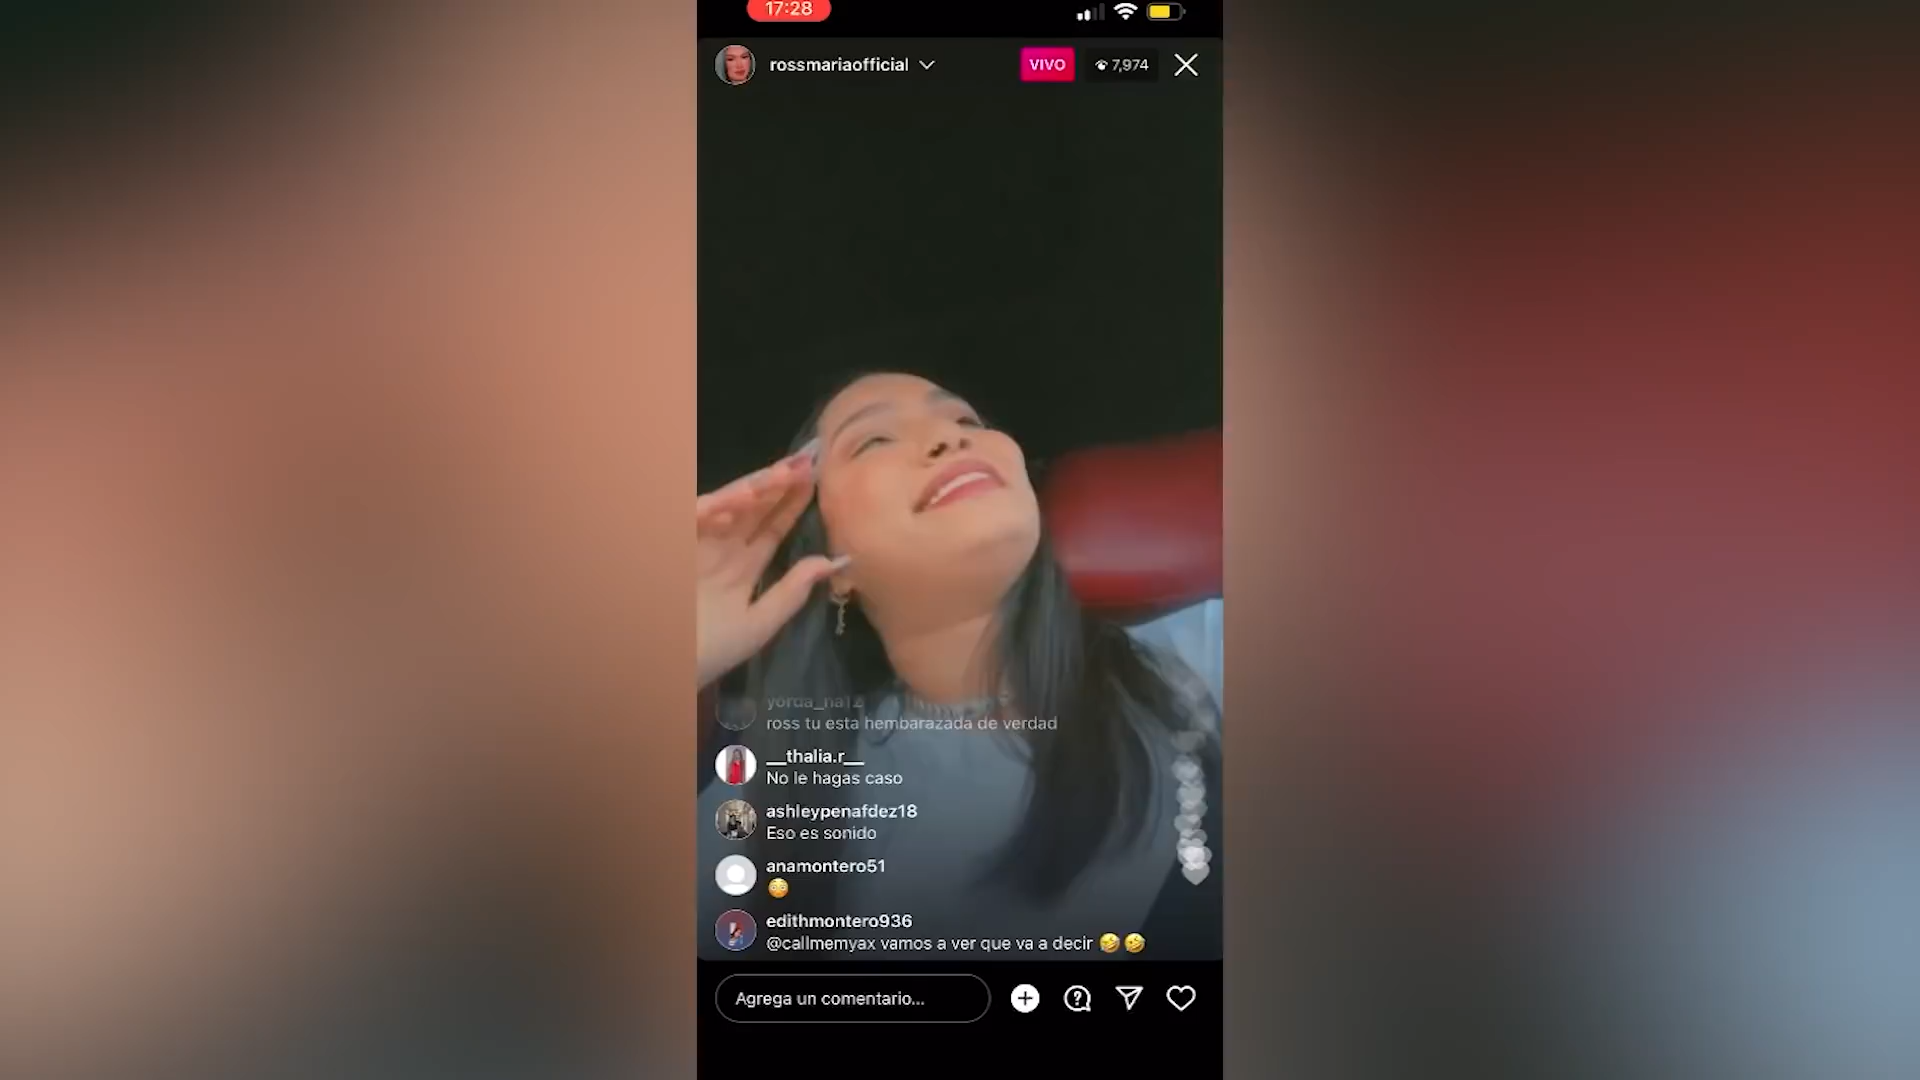 17:28
rossmariaofficial
VIVO
7,974
yorda_na12
ross tu esta hembarazada de verdad
__thalia.r__
No le hagas caso
ashleypenafdez18
Eso es sonido
anamontero51
😳
edithmontero936
@callmemyax vamos a ver que va a decir 🤣🤣
Agrega un comentario...